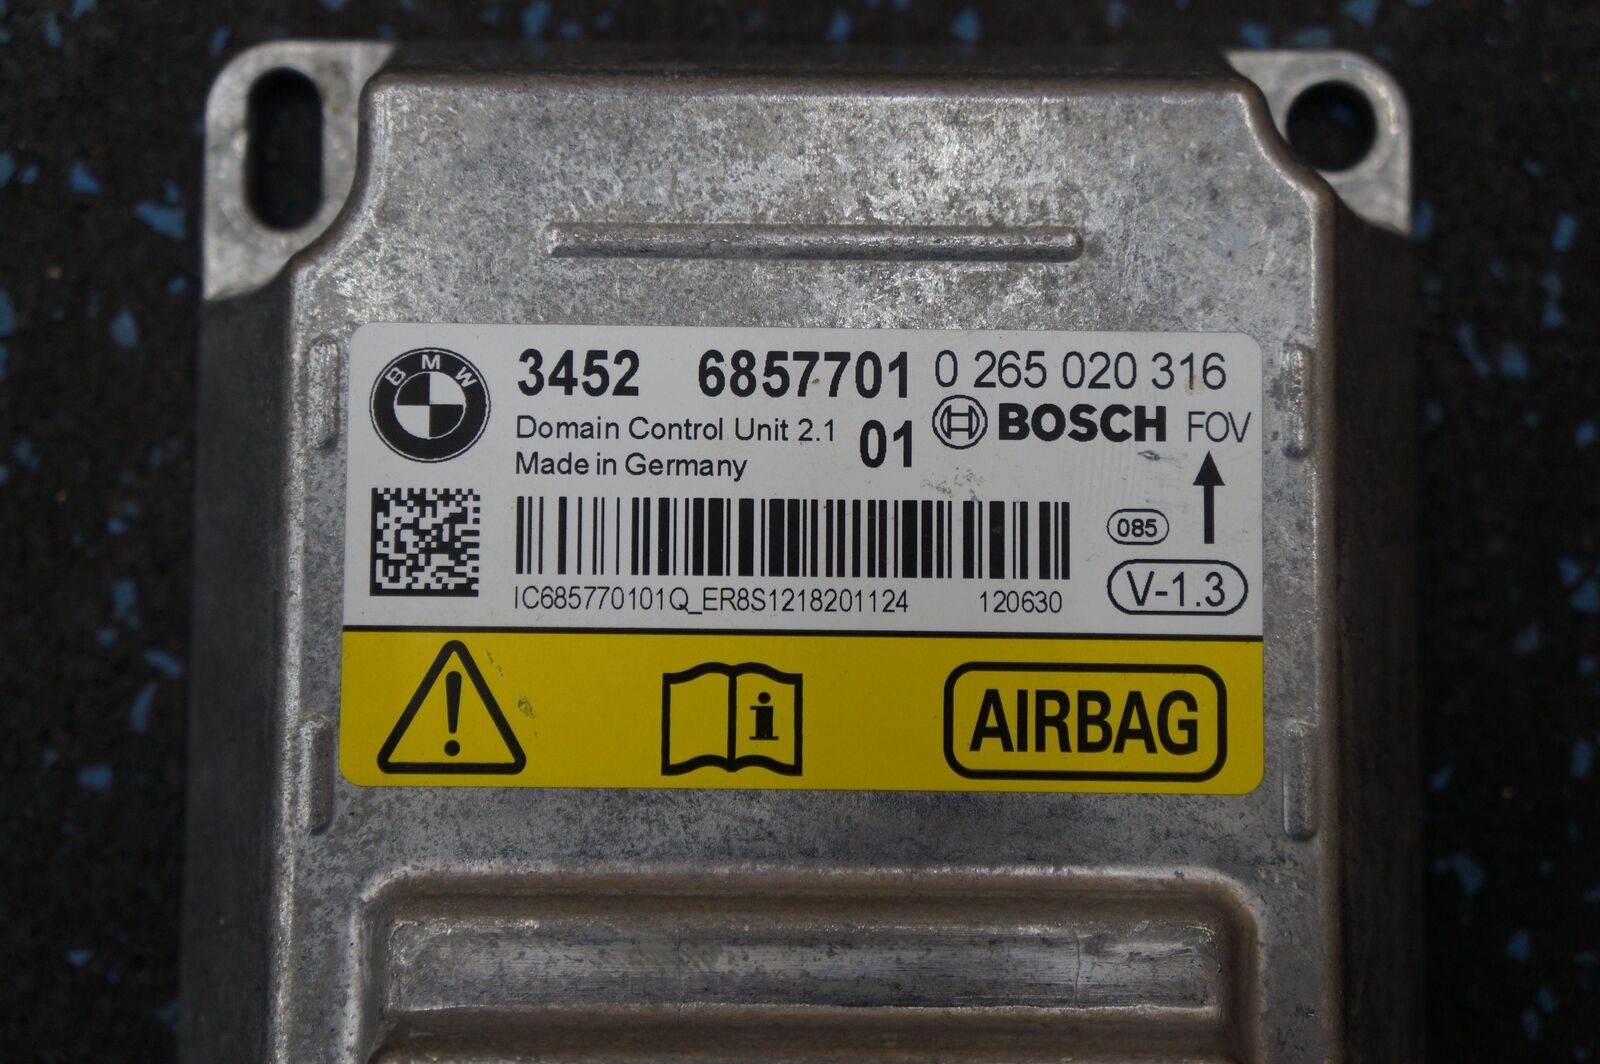 BMW
3452 6857701 0 265 020 316
Domain Control Unit 2.1 01 BOSCH FOV
Made in Germany
085
V-1.3
IC685770101Q_ER8S1218201124 120630
i AIRBAG